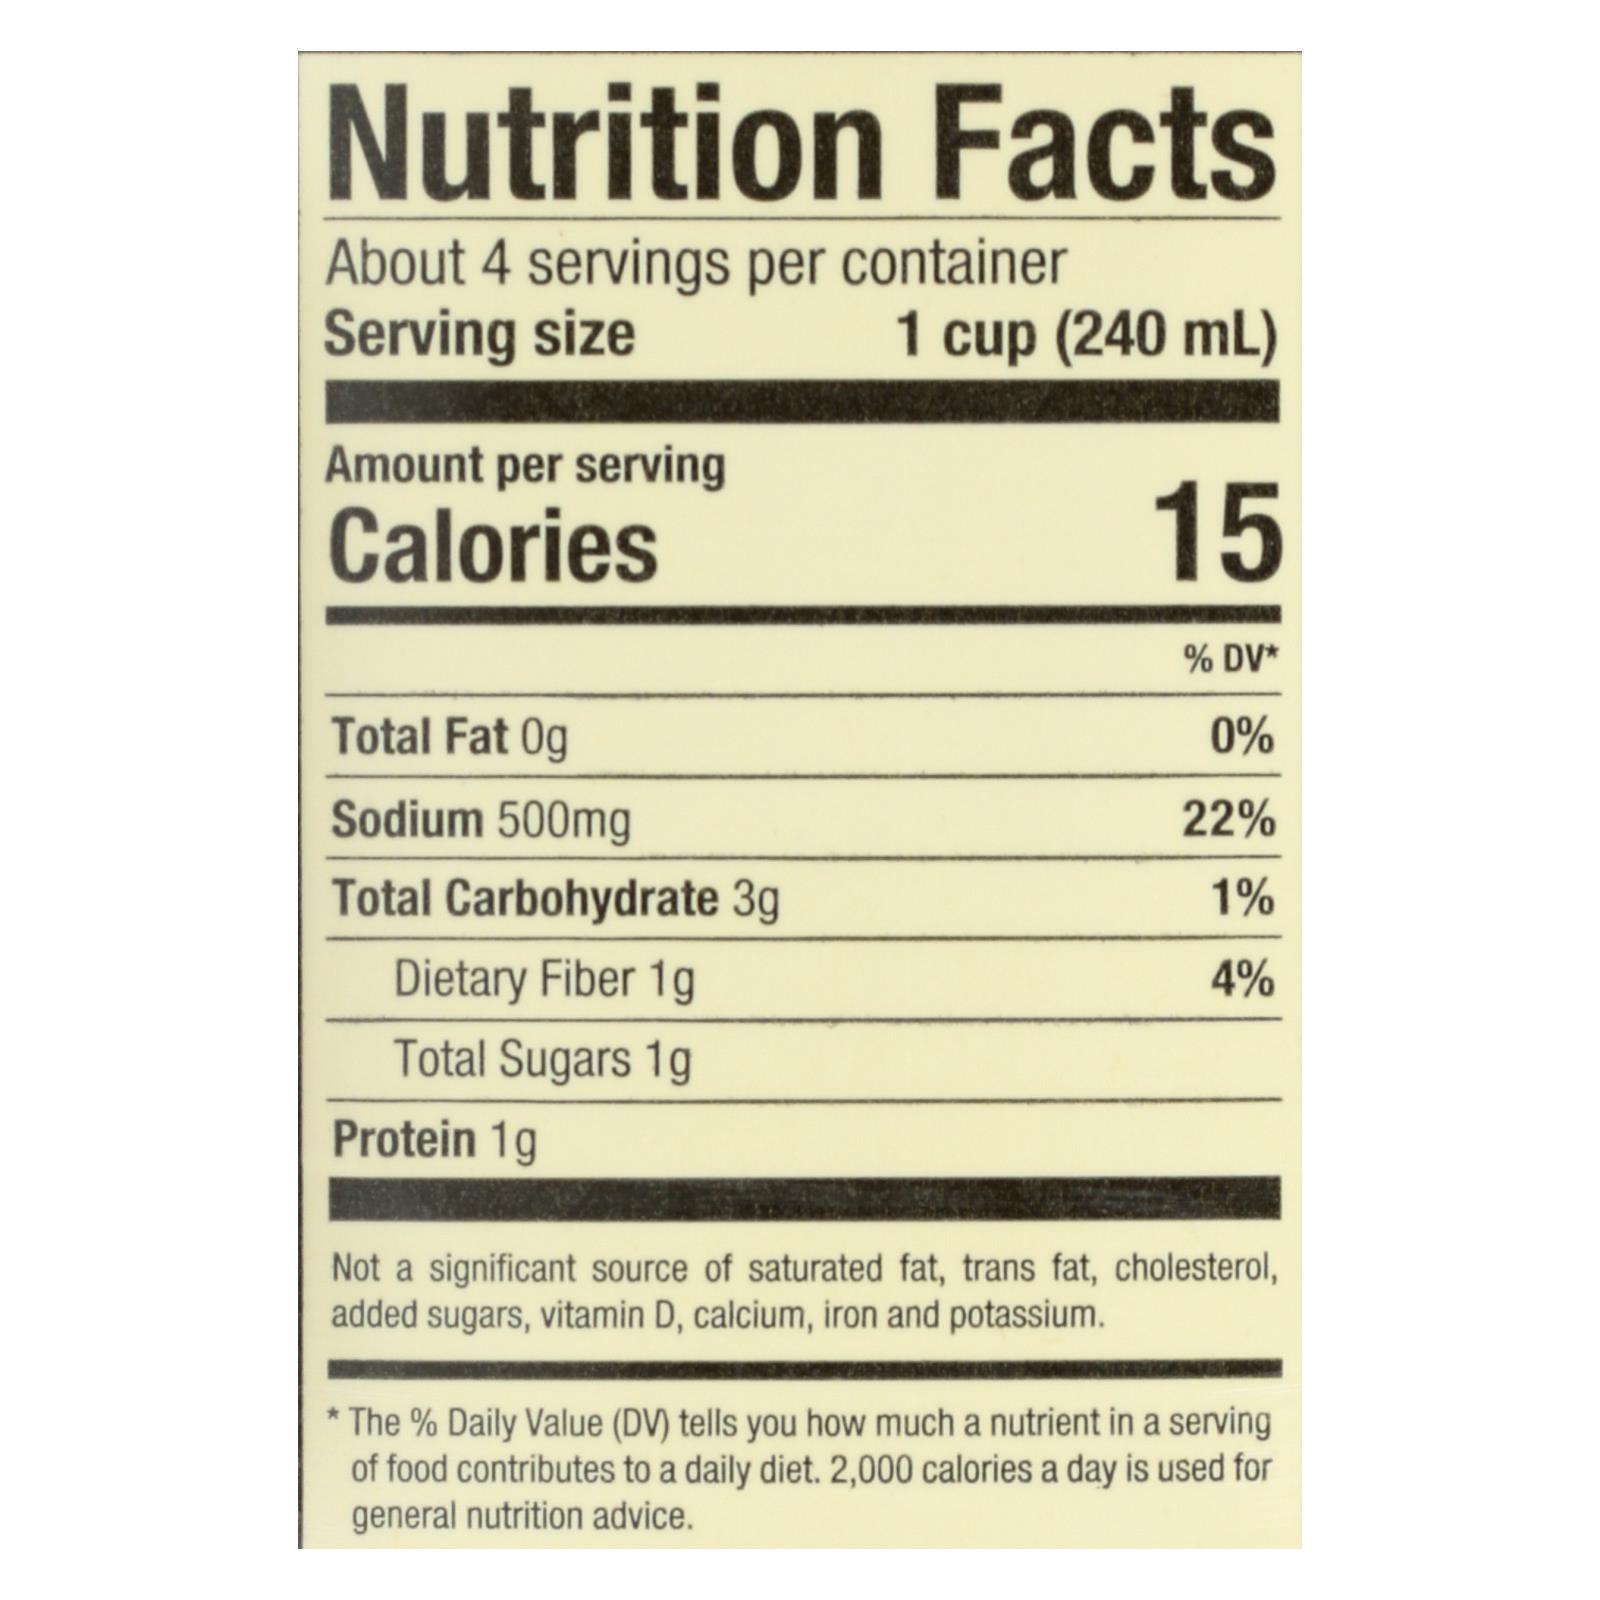 Nutrition Facts
About 4 servings per container
Serving size 1 cup (240 mL)
Amount per serving
Calories 15
% DV*
Total Fat 0g 0%
Sodium 500mg 22%
Total Carbohydrate 3g 1%
Dietary Fiber 1g 4%
Total Sugars 1g
Protein 1g
Not a significant source of saturated fat, trans fat, cholesterol,
added sugars, vitamin D, calcium, iron and potassium.
* The % Daily Value (DV) tells you how much a nutrient in a serving
of food contributes to a daily diet. 2,000 calories a day is used for
general nutrition advice.